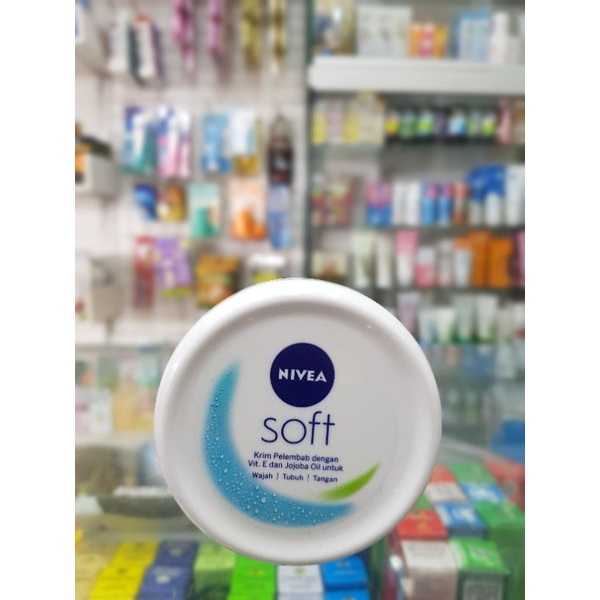 NIVEA
soft
Krim Pelembab dengan
Vit. E dan Jojoba Oil untuk
Wajah | Tubuh | Tangan